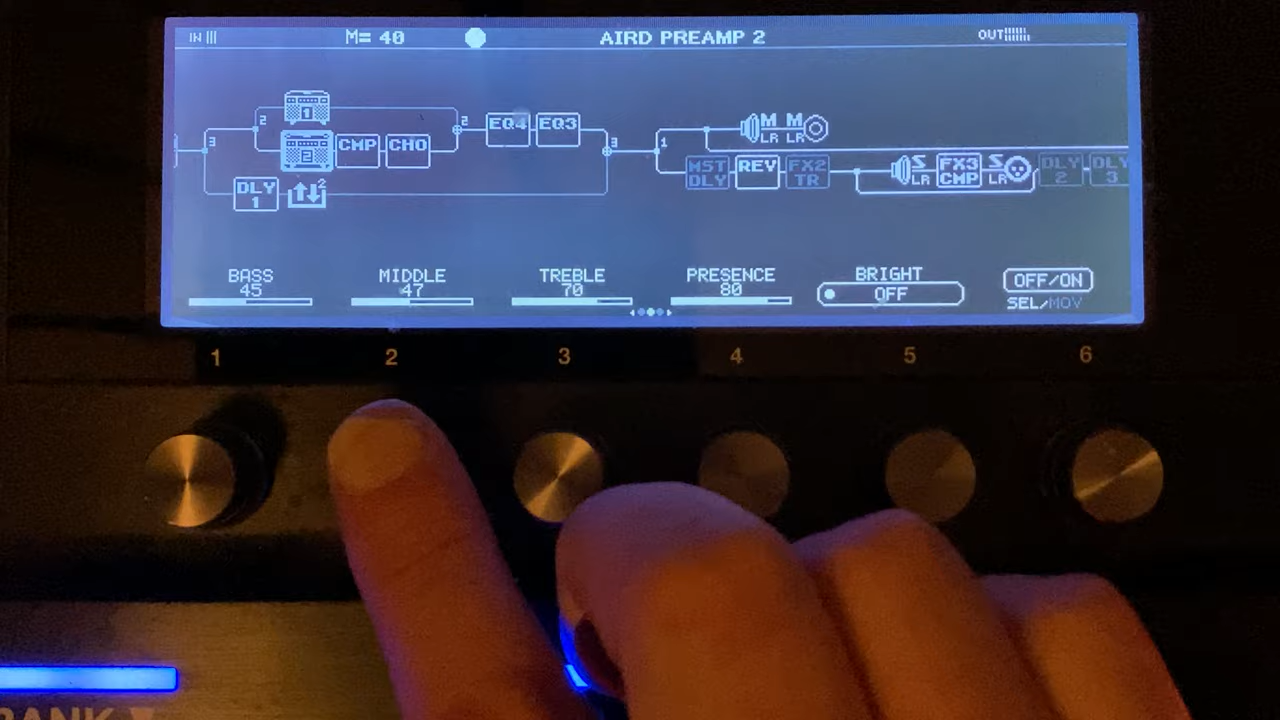 IN M= 40 AIRD PREAMP 2 OUT
1
2 2 EQ4 EQ3 M M
LR LR
3 2 CMP CHO 3 1
MST DLY REV FX2 TR S LR FX3 CMP S LR DLY 2 DLY 3
DLY 1 2
BASS MIDDLE TREBLE PRESENCE BRIGHT OFF/ON
45 47 70 80 OFF SEL/MOV
1 2 3 4 5 6
BANK